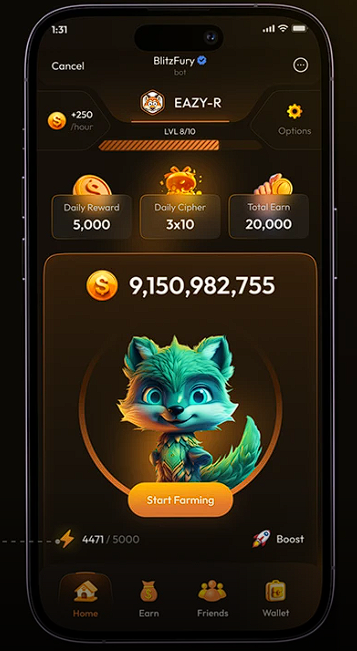 1:31
Cancel
BlitzFury
bot
+250
/hour
EAZY-R
LVL 8/10
Options
Daily Reward
5,000
Daily Cipher
3x10
Total Earn
20,000
9,150,982,755
Start Farming
4471 / 5000
Boost
Home
Earn
Friends
Wallet